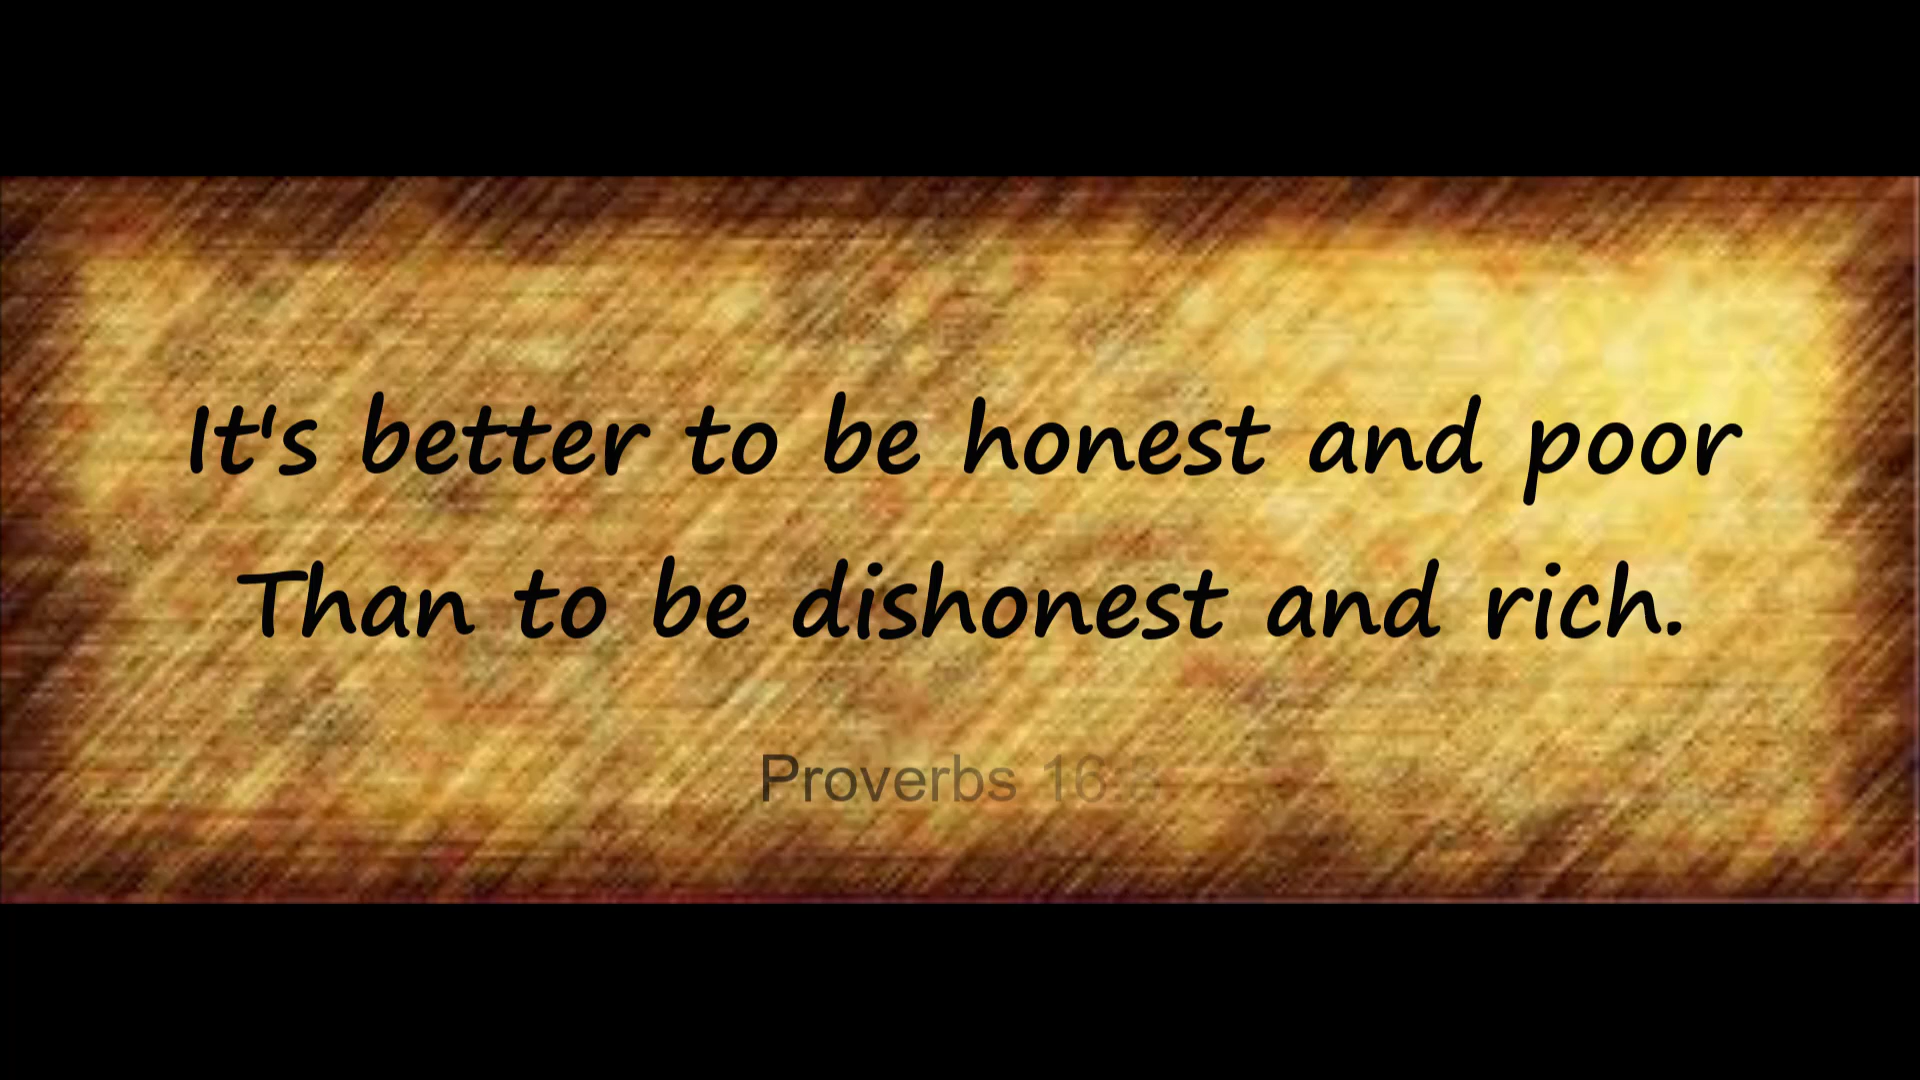 It's better to be honest and poor
Than to be dishonest and rich.
Proverbs